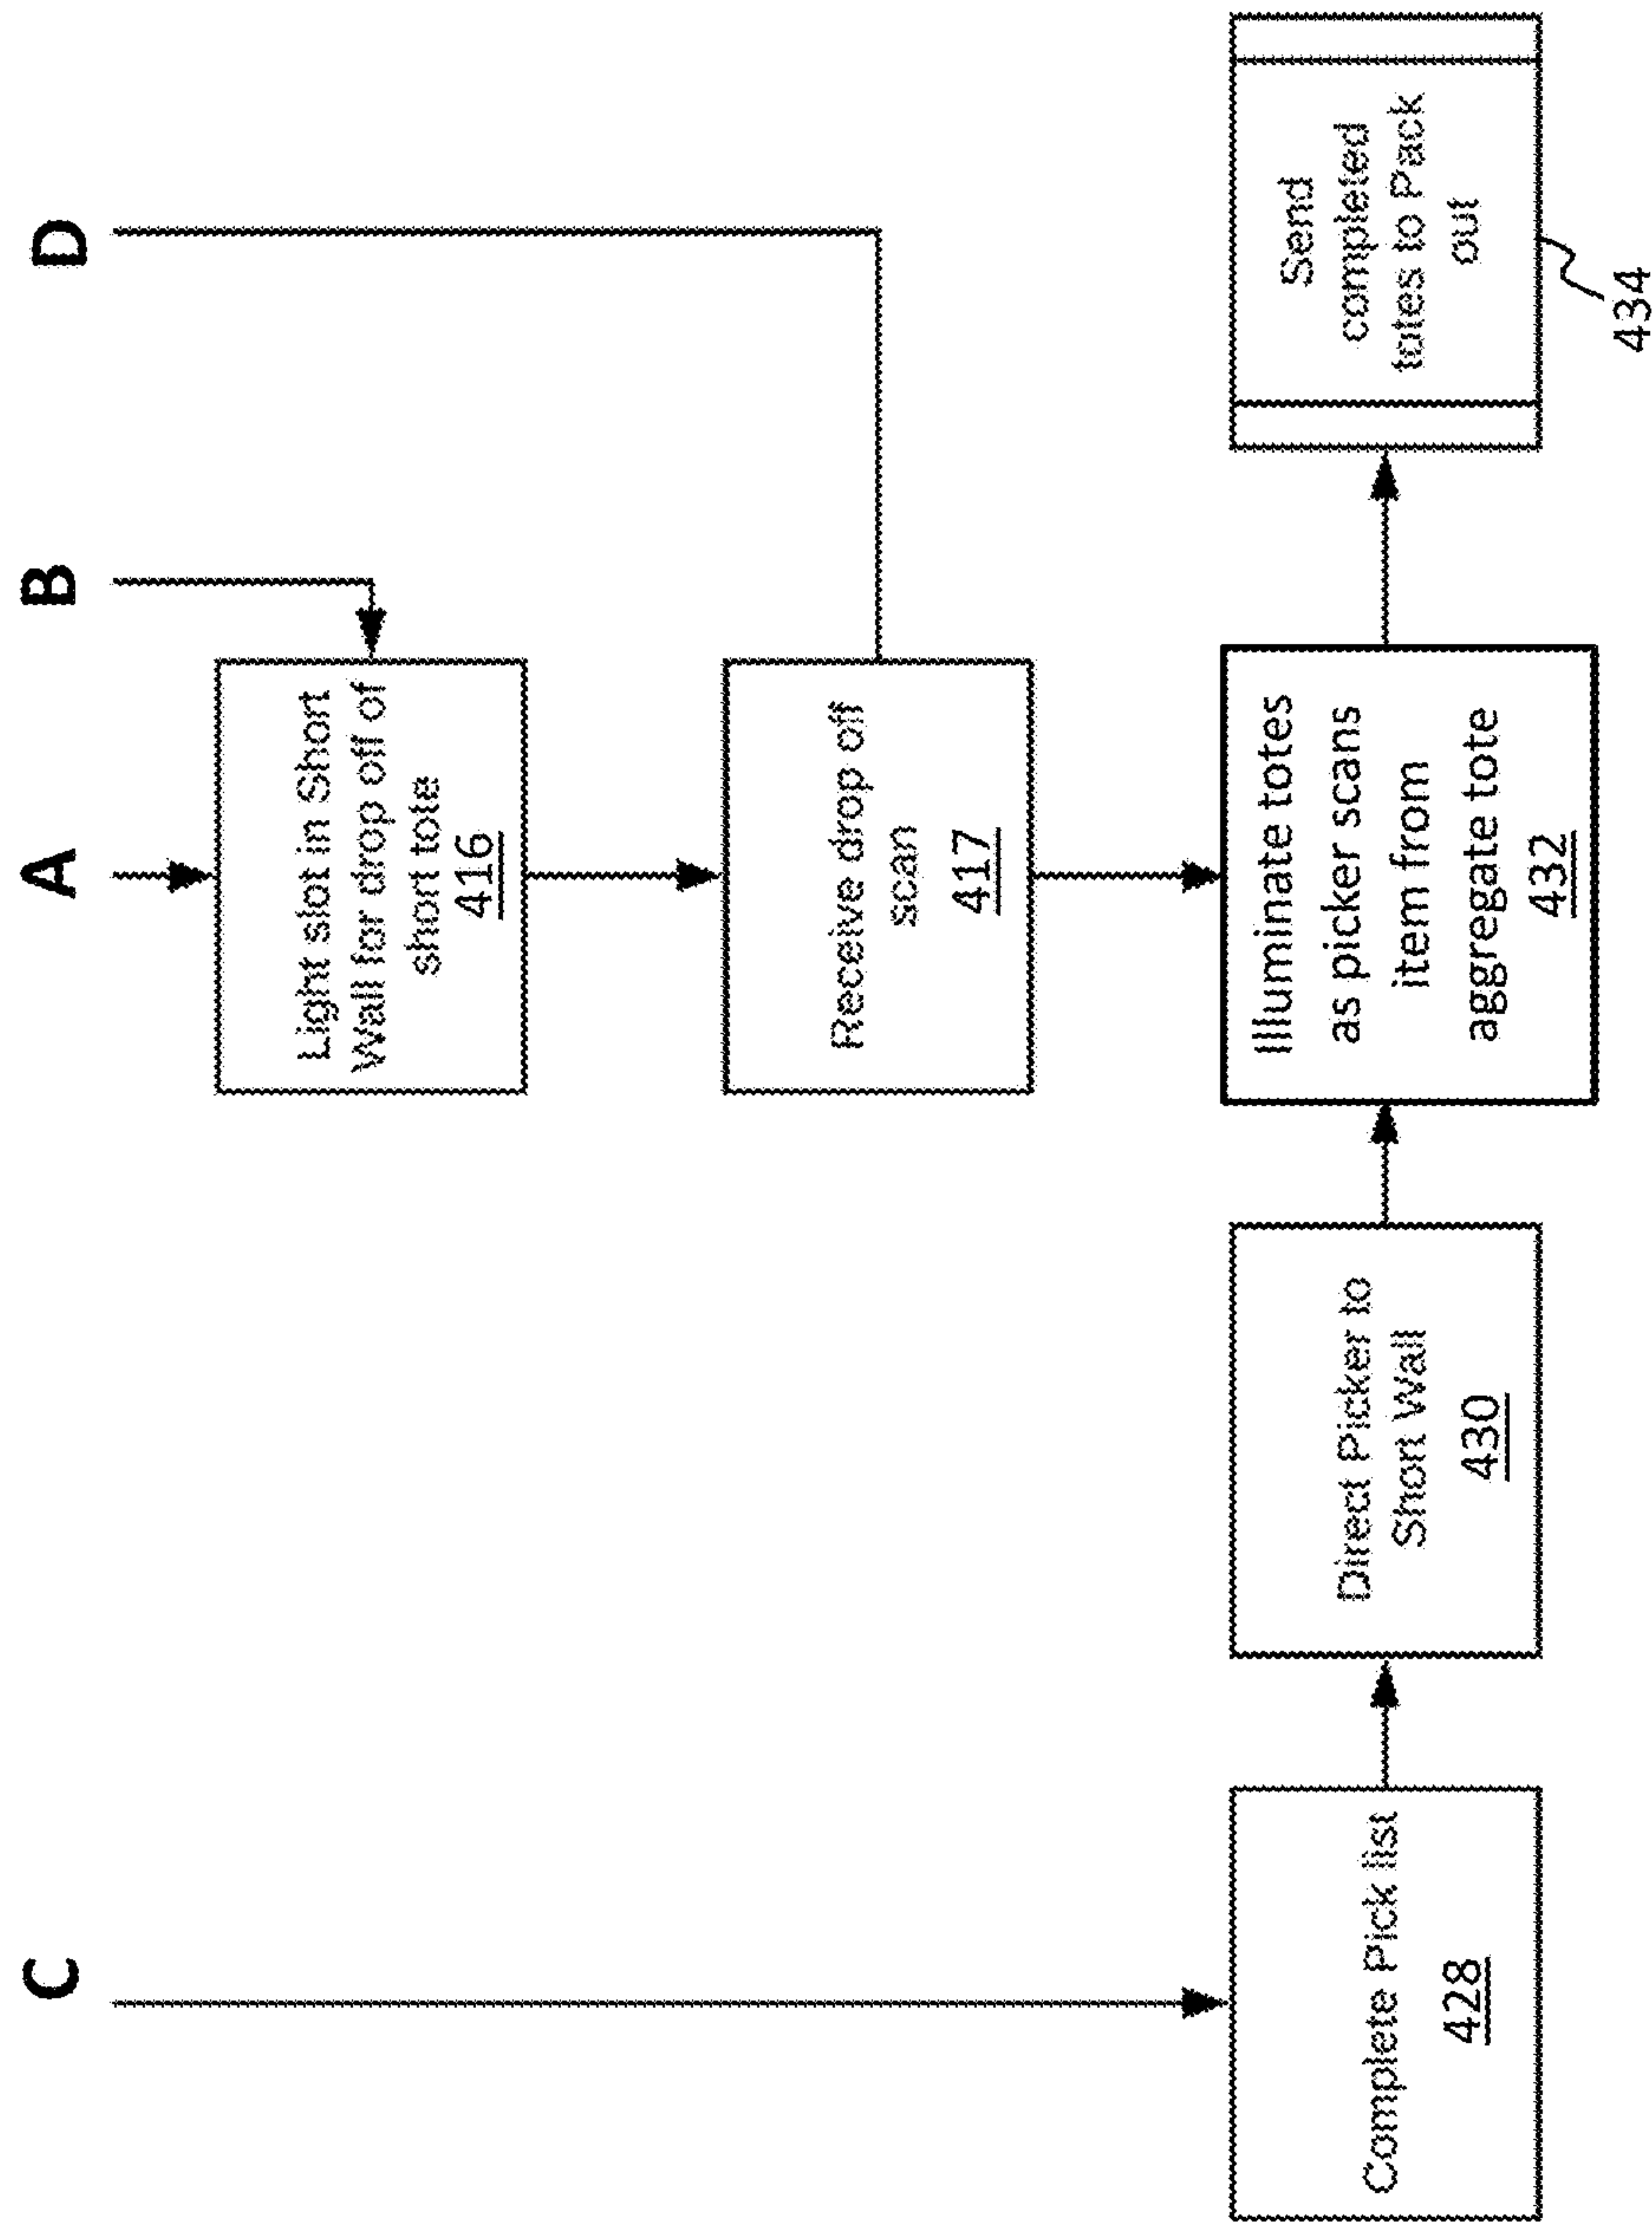 C
A
B
D
Light slot in Short
Wall for drop off of
short tote
416
Receive drop off
scan
417
Complete Pick list
428
Direct Picker to
Short Wall
430
Illuminate totes
as picker scans
item from
aggregate tote
432
Send
completed
totes to Pack
out
434